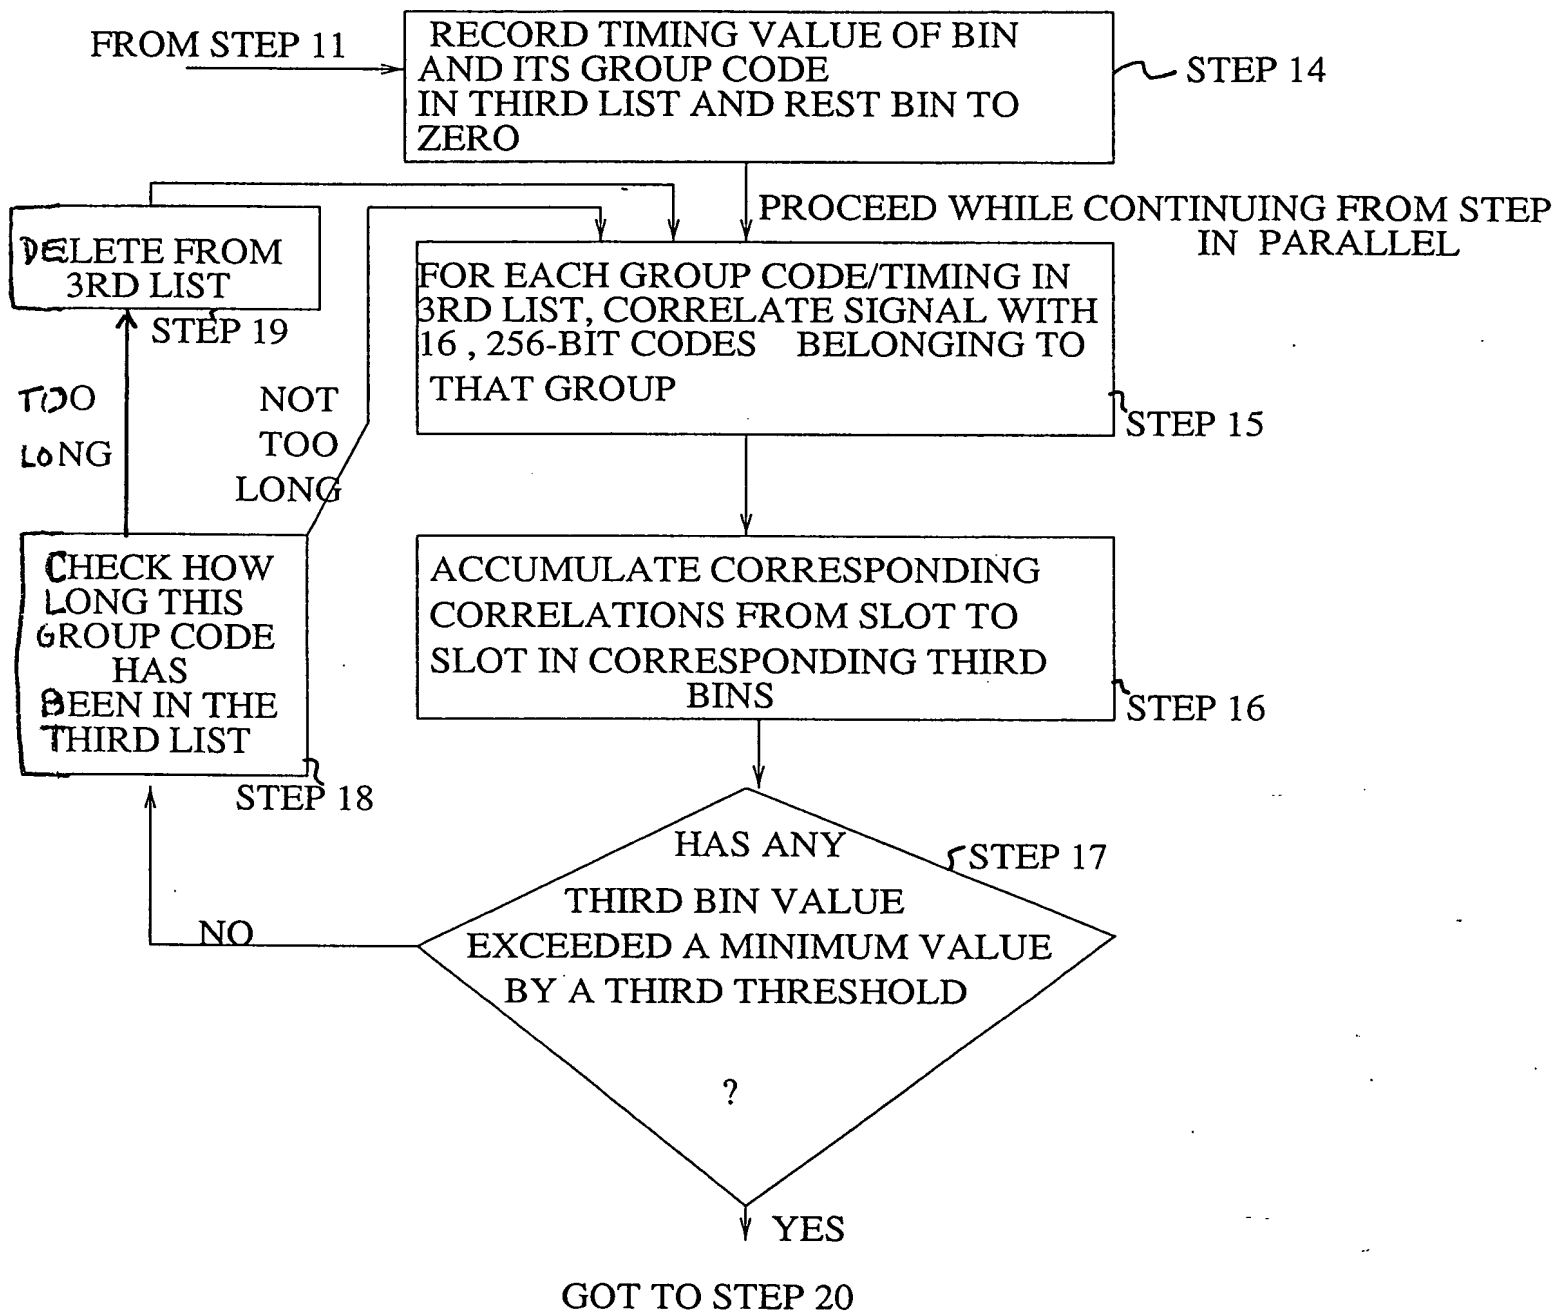 FROM STEP 11
RECORD TIMING VALUE OF BIN
AND ITS GROUP CODE
IN THIRD LIST AND REST BIN TO
ZERO
STEP 14
PROCEED WHILE CONTINUING FROM STEP
IN PARALLEL
DELETE FROM
3RD LIST
STEP 19
FOR EACH GROUP CODE/TIMING IN
3RD LIST, CORRELATE SIGNAL WITH
16 , 256-BIT CODES BELONGING TO
THAT GROUP
STEP 15
TOO
LONG
NOT
TOO
LONG
CHECK HOW
LONG THIS
GROUP CODE
HAS
BEEN IN THE
THIRD LIST
STEP 18
ACCUMULATE CORRESPONDING
CORRELATIONS FROM SLOT TO
SLOT IN CORRESPONDING THIRD
BINS
STEP 16
HAS ANY
THIRD BIN VALUE
EXCEEDED A MINIMUM VALUE
BY A THIRD THRESHOLD
?
STEP 17
NO
YES
GOT TO STEP 20